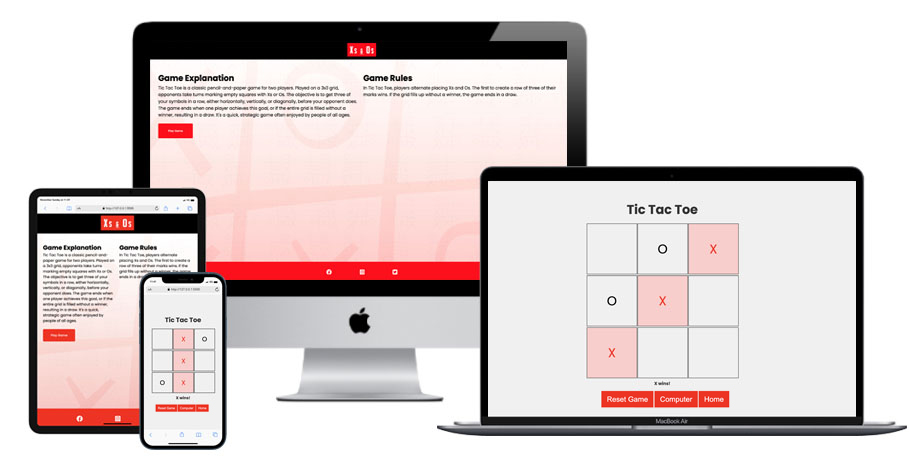 Xs & Os
Game Explanation
Tic Tac Toe is a classic pencil-and-paper game for two players. Played on a 3x3 grid,
opponents take turns marking empty squares with Xs or Os. The objective is to get three of
your symbols in a row, either horizontally, vertically, or diagonally, before your opponent does.
The game ends when one player achieves this goal, or if the entire grid is filled without a
winner, resulting in a draw. It's a quick, strategic game often enjoyed by people of all ages.
Play Game
Game Rules
In Tic Tac Toe, players alternate placing Xs and Os. The first to create a row of three of their
marks wins. If the grid fills up without a winner, the game ends in a draw.
Xs & Os
Game Explanation
Tic Tac Toe is a classic pencil-and-
paper game for two players. Played on
a 3x3 grid, opponents take turns
marking empty squares with Xs or Os.
The objective is to get three of your
symbols in a row, either horizontally,
vertically, or diagonally, before your
opponent does. The game ends when
one player achieves this goal, or if the
entire grid is filled without a winner,
resulting in a draw. It's a quick,
strategic game often enjoyed by
people of all ages.
Play Game
Game Rules
In Tic Tac Toe, players alternate
placing Xs and Os. The first to create a
row of three of their marks wins. If the
grid fills up without a winner, the game
ends in a draw.
Tic Tac Toe
X O
X
O X
X wins!
Reset Game Computer Home
Tic Tac Toe
O X
O X
X
X wins!
Reset Game Computer Home
MacBook Air